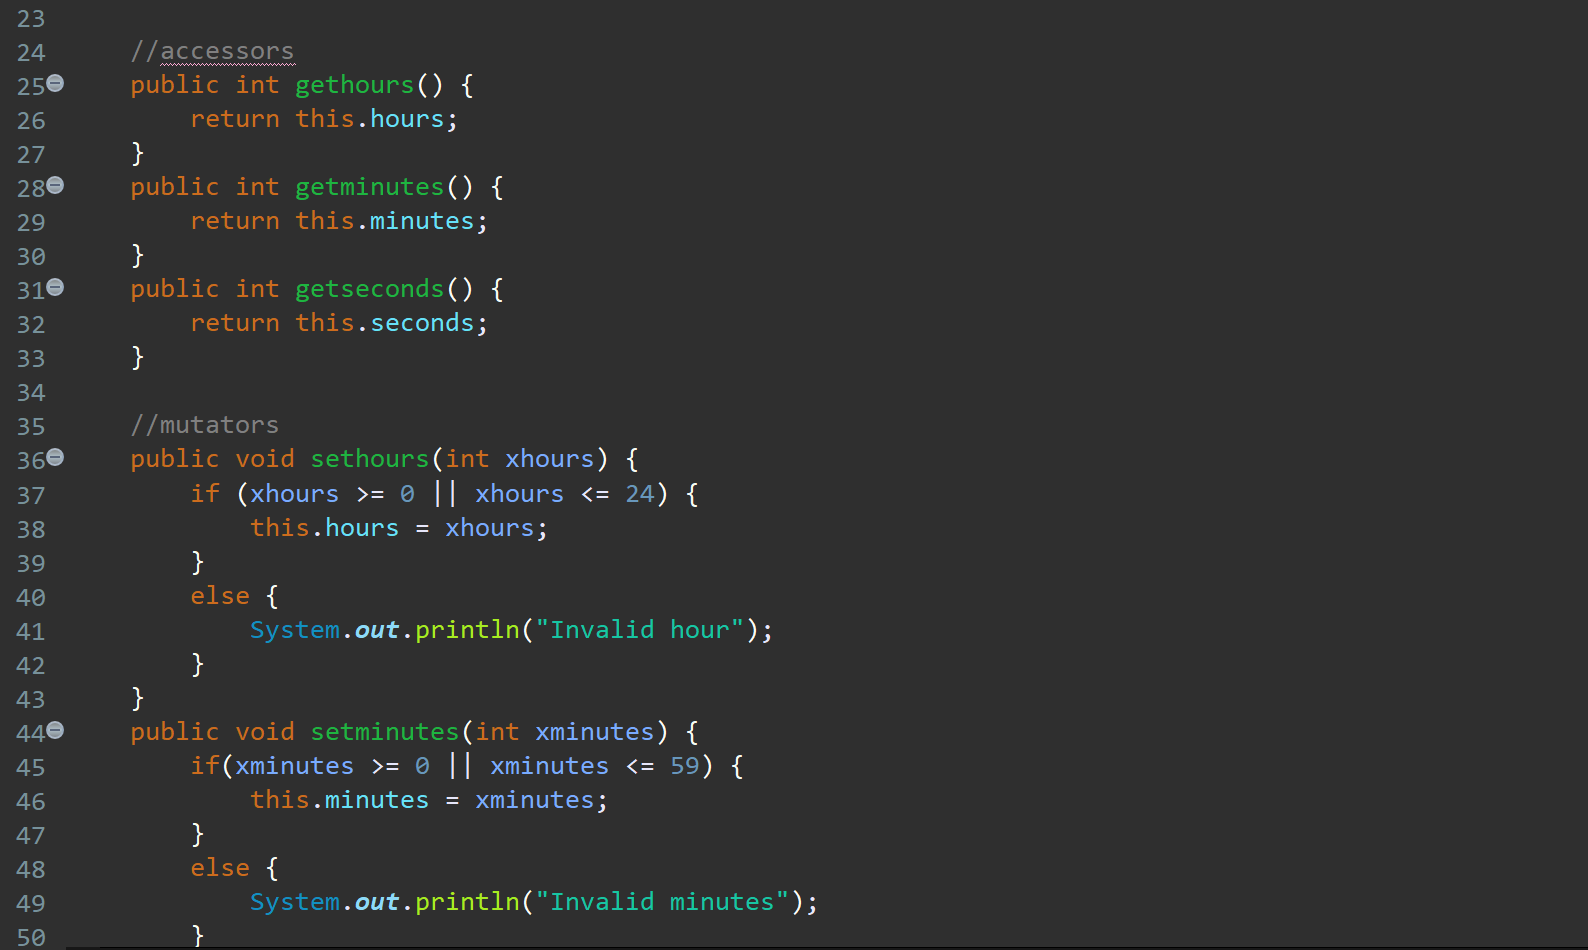 23
24 //accessors
25 public int gethours() {
26 return this.hours;
27 }
28 public int getminutes() {
29 return this.minutes;
30 }
31 public int getseconds() {
32 return this.seconds;
33 }
34
35 //mutators
36 public void sethours(int xhours) {
37 if (xhours >= 0 || xhours <= 24) {
38 this.hours = xhours;
39 }
40 else {
41 System.out.println("Invalid hour");
42 }
43 }
44 public void setminutes(int xminutes) {
45 if(xminutes >= 0 || xminutes <= 59) {
46 this.minutes = xminutes;
47 }
48 else {
49 System.out.println("Invalid minutes");
50 }